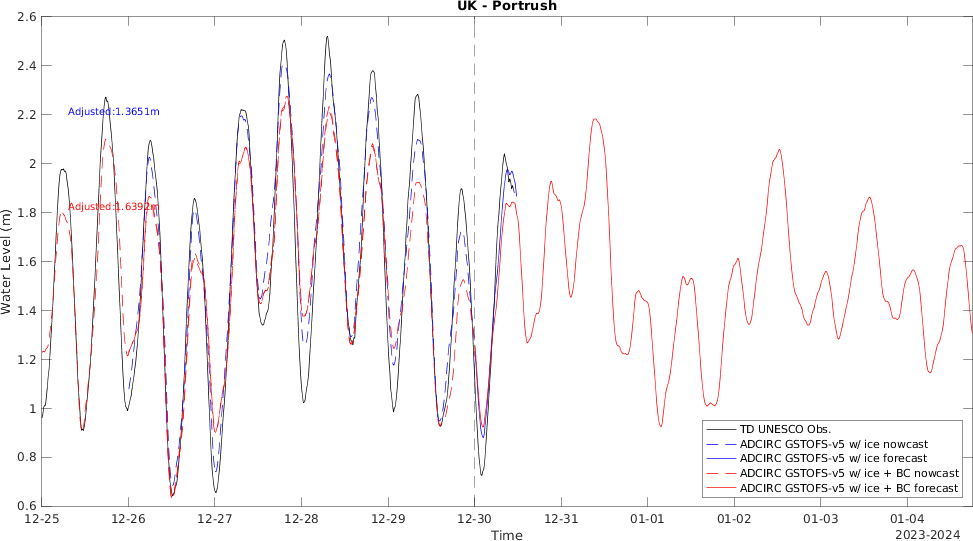 UK - Portrush
2.6
2.4
2.2
2
1.8
1.6
1.4
1.2
1
0.8
0.6
Water Level (m)
Adjusted:1.3651m
Adjusted:1.6392m
TD UNESCO Obs.
ADCIRC GSTOFS-v5 w/ ice nowcast
ADCIRC GSTOFS-v5 w/ ice forecast
ADCIRC GSTOFS-v5 w/ ice + BC nowcast
ADCIRC GSTOFS-v5 w/ ice + BC forecast
12-25 12-26 12-27 12-28 12-29 12-30 12-31 01-01 01-02 01-03 01-04
Time
2023-2024